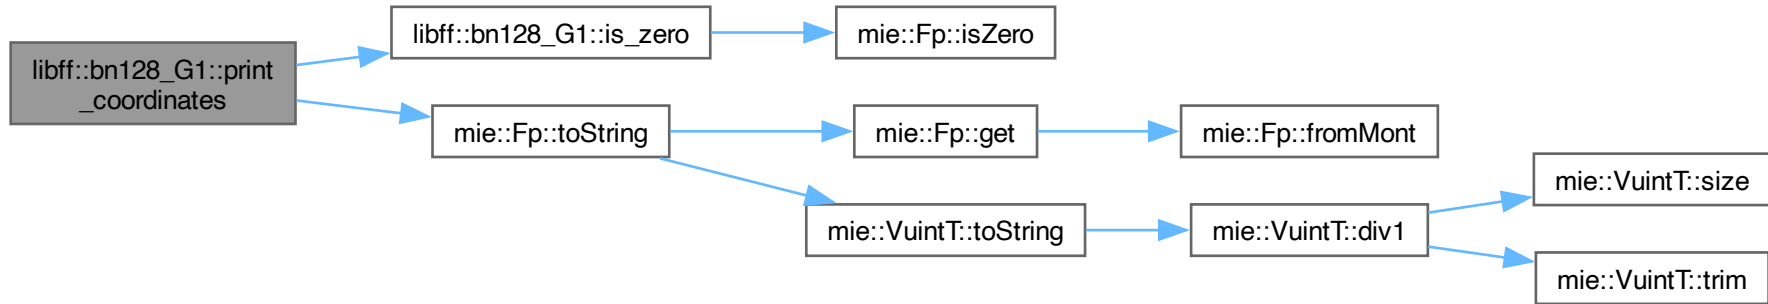 libff::bn128_G1::print
_coordinates
libff::bn128_G1::is_zero
mie::Fp::isZero
mie::Fp::toString
mie::Fp::get
mie::Fp::fromMont
mie::VuintT::toString
mie::VuintT::div1
mie::VuintT::size
mie::VuintT::trim